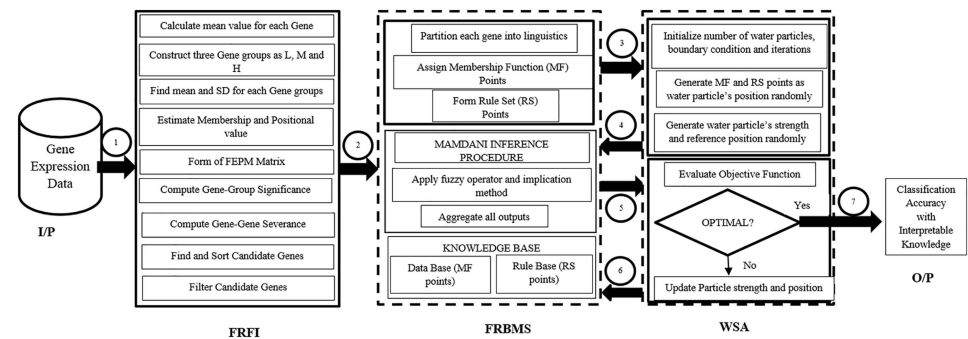 Gene
Expression
Data
I/P
1
Calculate mean value for each Gene
Construct three Gene groups as L, M and
H
Find mean and SD for each Gene groups
Estimate Membership and Positional
value
Form of FEPM Matrix
Compute Gene-Group Significance
Compute Gene-Gene Severance
Find and Sort Candidate Genes
Filter Candidate Genes
FRFI
2
Partition each gene into linguistics
Assign Membership Function (MF)
Points
Form Rule Set (RS)
Points
MAMDANI INFERENCE
PROCEDURE
Apply fuzzy operator and implication
method
Aggregate all outputs
KNOWLEDGE BASE
Data Base (MF
points)
Rule Base (RS
points)
FRBMS
3
4
5
6
Initialize number of water particles,
boundary condition and iterations
Generate MF and RS points as
water particle's position randomly
Generate water particle's strength
and reference position randomly
Evaluate Objective Function
OPTIMAL?
Yes
No
Update Particle strength and position
WSA
7
Classification
Accuracy
with
Interpretable
Knowledge
O/P